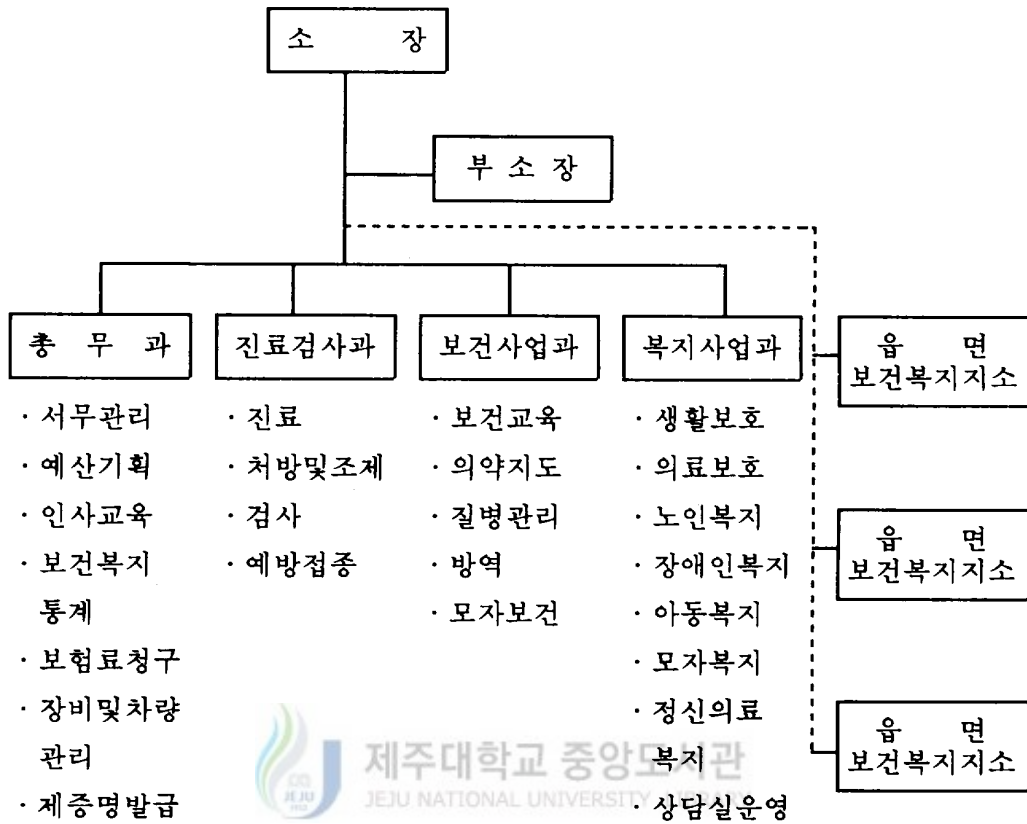 소 장
부 소 장
총 무 과
· 서무관리
· 예산기획
· 인사교육
· 보건복지
통계
· 보험료청구
· 장비및차량
관리
· 제증명발급
진료검사과
· 진료
· 처방및조제
· 검사
· 예방접종
보건사업과
· 보건교육
· 의약지도
· 질병관리
· 방역
· 모자보건
복지사업과
· 생활보호
· 의료보호
· 노인복지
· 장애인복지
· 아동복지
· 모자복지
· 정신의료
복지
· 상담실운영
읍 면
보건복지지소
읍 면
보건복지지소
읍 면
보건복지지소
제주대학교 중앙도서관
JEJU NATIONAL UNIVERSITY LIBRARY
JEJU
1952